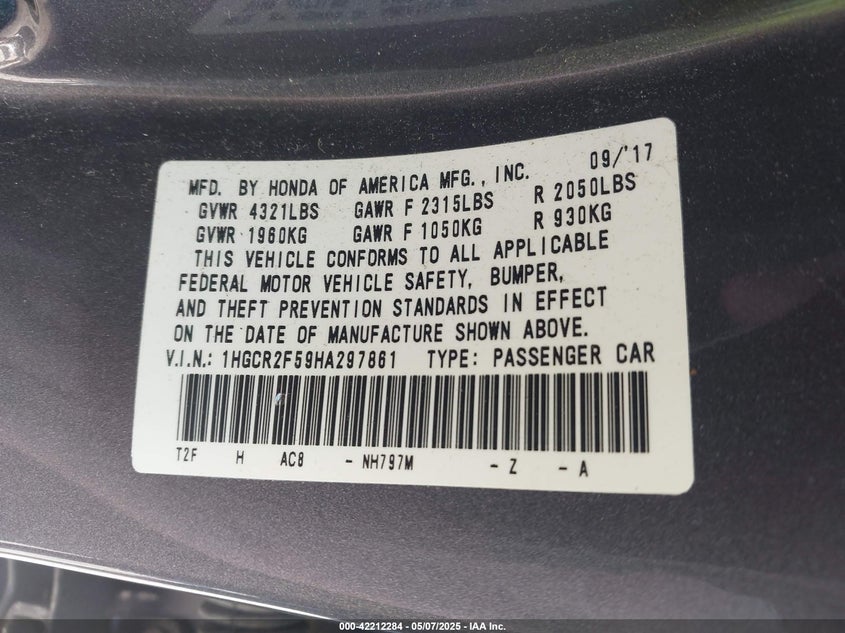 MFD. BY HONDA OF AMERICA MFG., INC. 09/'17
GVWR 4321LBS GAWR F 2315LBS R 2050LBS
GVWR 1960KG GAWR F 1050KG R 930KG
THIS VEHICLE CONFORMS TO ALL APPLICABLE
FEDERAL MOTOR VEHICLE SAFETY, BUMPER,
AND THEFT PREVENTION STANDARDS IN EFFECT
ON THE DATE OF MANUFACTURE SHOWN ABOVE.
V.I.N.: 1HGCR2F59HA297861 TYPE: PASSENGER CAR
T2F H AC8 - NH797M - Z - A
000-42212284 - 05/07/2025 - IAA Inc.